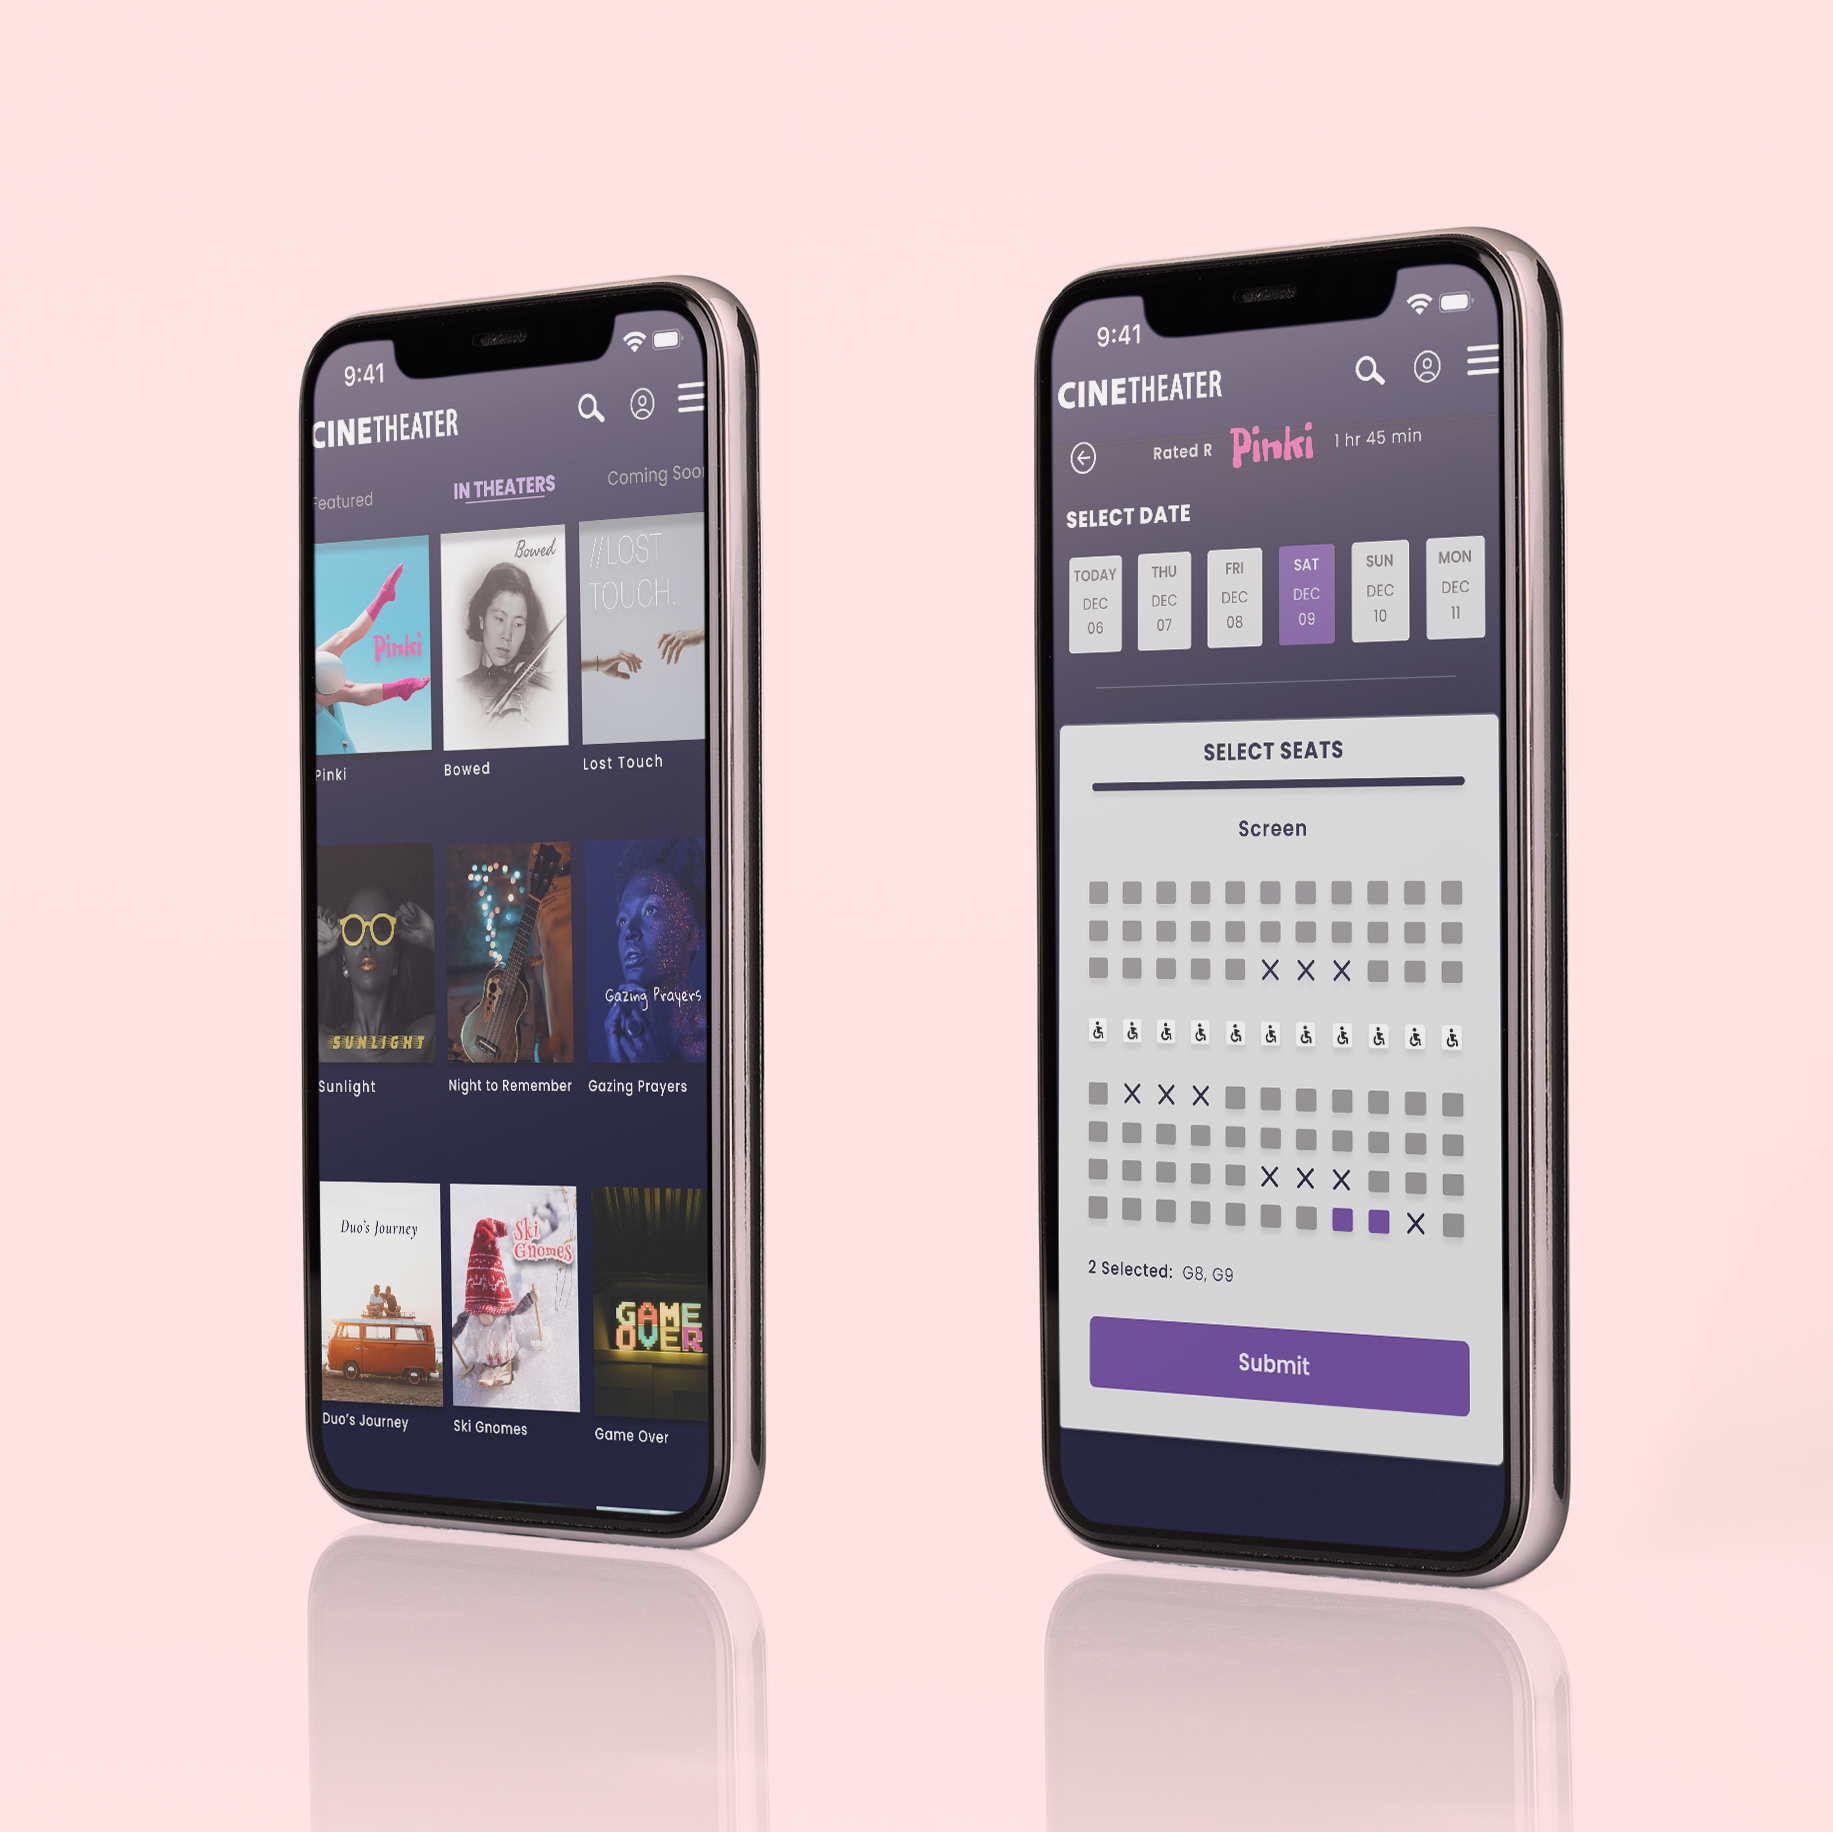 9:41
CINETHEATER
Featured
IN THEATERS
Coming Soon
Pinki
Bowed
//LOST
TOUCH.
Pinki
Bowed
Lost Touch
SUNLIGHT
Gazing Prayers
Sunlight
Night to Remember
Gazing Prayers
Duo's Journey
Ski
Gnomes
GAME
OVER
Duo's Journey
Ski Gnomes
Game Over
9:41
CINETHEATER
Rated R
Pinki
1 hr 45 min
SELECT DATE
TODAY
DEC
06
THU
DEC
07
FRI
DEC
08
SAT
DEC
09
SUN
DEC
10
MON
DEC
11
SELECT SEATS
Screen
2 Selected: G8, G9
Submit